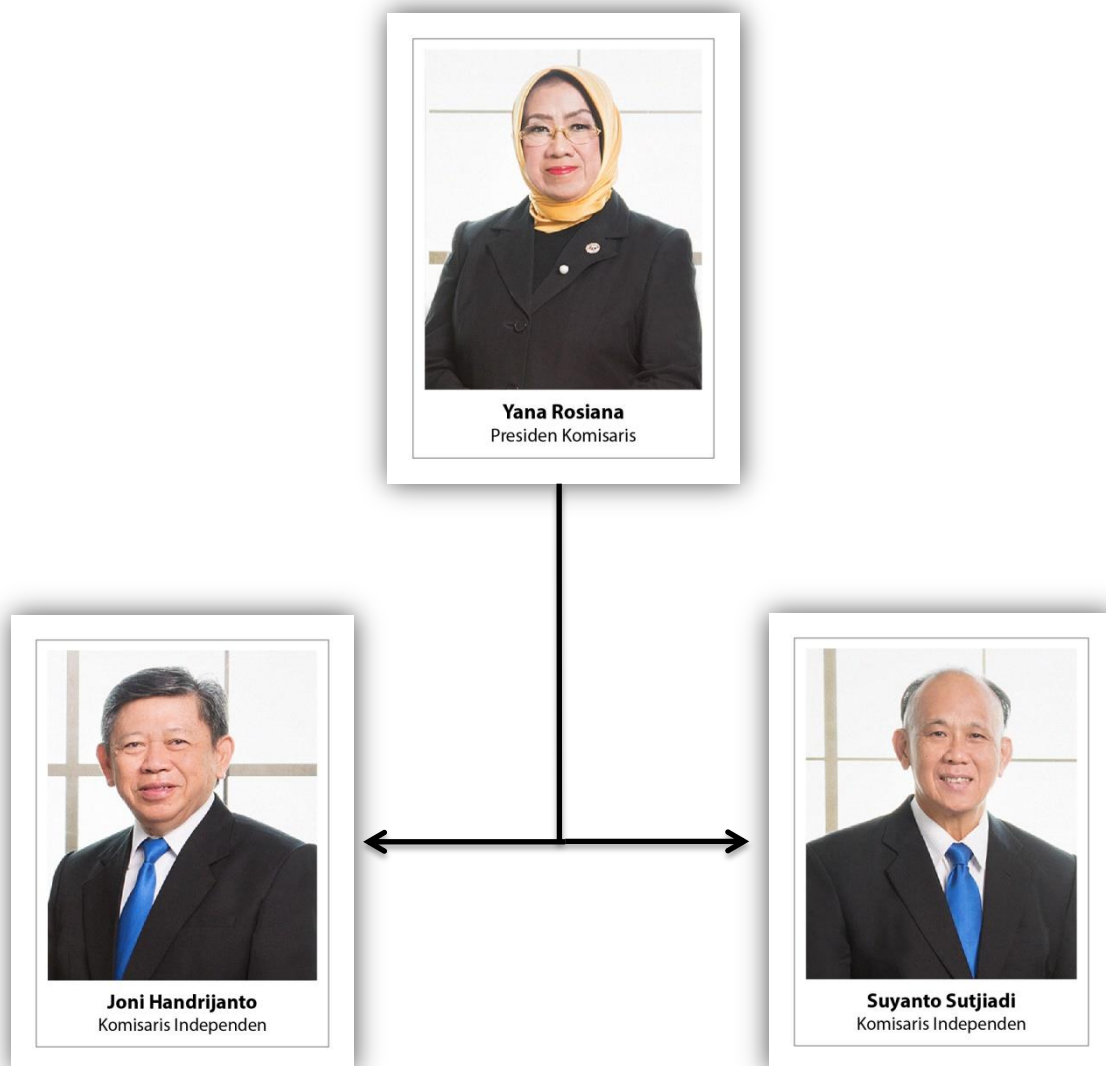 Yana Rosiana
Presiden Komisaris
Joni Handrijanto
Komisaris Independen
Suyanto Sutjiadi
Komisaris Independen